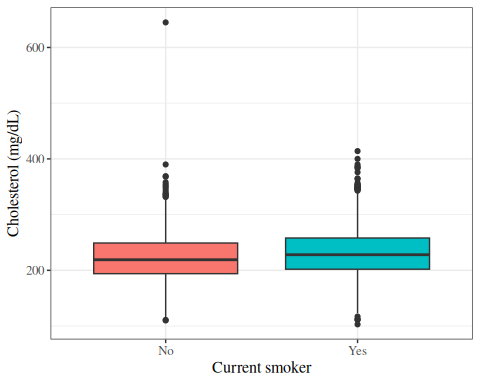 Cholesterol (mg/dL)
600
400
200
No
Yes
Current smoker